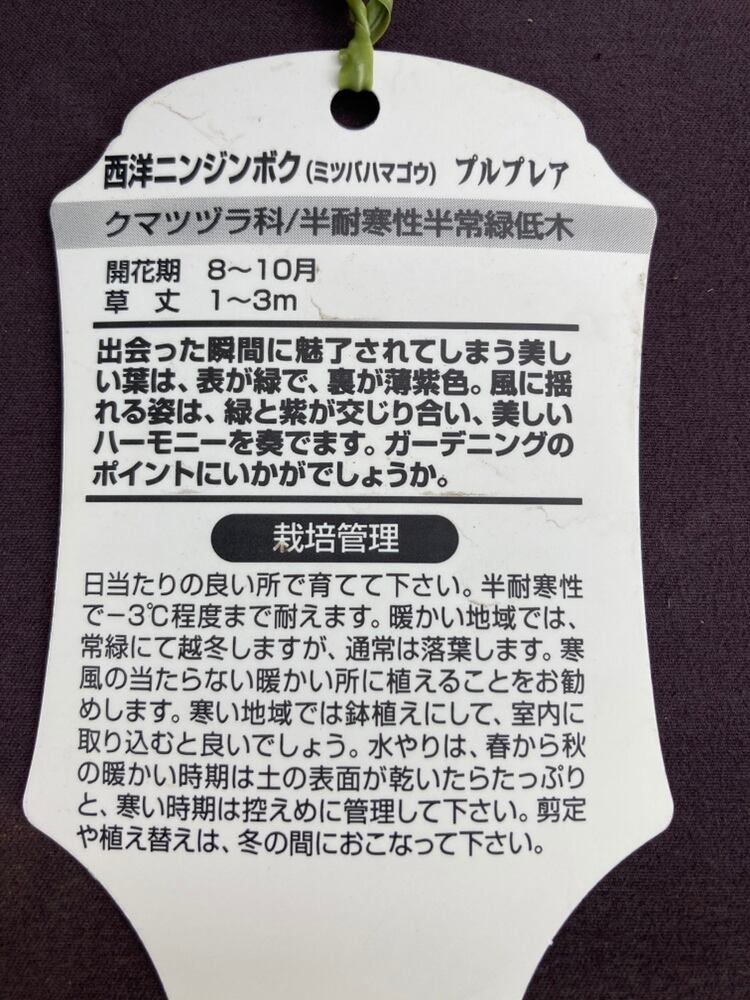 西洋ニンジンボク(ミツバハマゴウ) プルプレア
クマツヅラ科/半耐寒性半常緑低木
開花期 8～10月
草 丈 1～3m
出会った瞬間に魅了されてしまう美し
い葉は、表が緑で、裏が薄紫色。風に揺
れる姿は、緑と紫が交じり合い、美しい
ハーモニーを奏でます。ガーデニングの
ポイントにいかがでしょうか。
栽培管理
日当たりの良い所で育てて下さい。半耐寒性
で−3℃程度まで耐えます。暖かい地域では、
常緑にて越冬しますが、通常は落葉します。寒
風の当たらない暖かい所に植えることをお勧
めします。寒い地域では鉢植えにして、室内に
取り込むと良いでしょう。水やりは、春から秋
の暖かい時期は土の表面が乾いたらたっぷり
と、寒い時期は控えめに管理して下さい。剪定
や植え替えは、冬の間におこなって下さい。